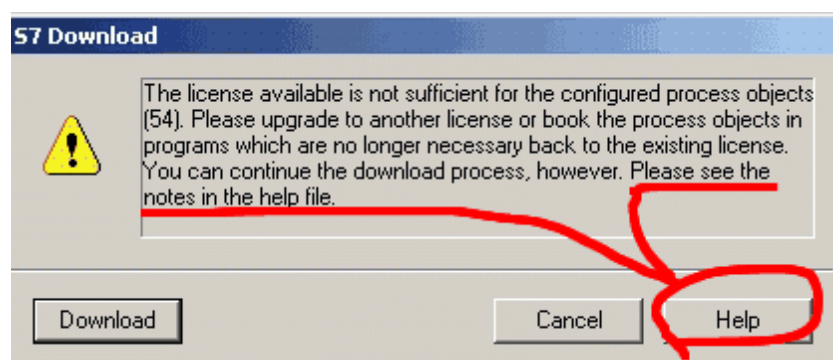 S7 Download
The license available is not sufficient for the configured process objects
(54). Please upgrade to another license or book the process objects in
programs which are no longer necessary back to the existing license.
You can continue the download process, however. Please see the
notes in the help file.
Download
Cancel
Help